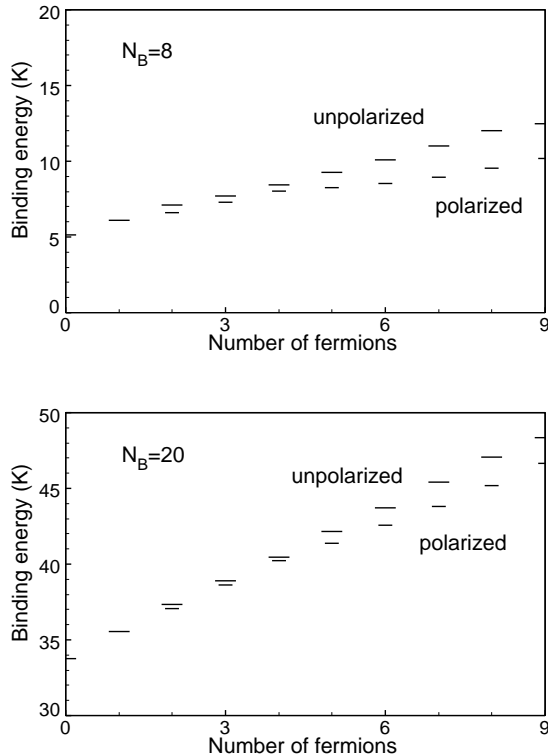 20
N_B=8
15
unpolarized
10
polarized
5
0
0 3 6 9
Number of fermions
Binding energy (K)
50
N_B=20
45
unpolarized
40
polarized
35
30
0 3 6 9
Number of fermions
Binding energy (K)